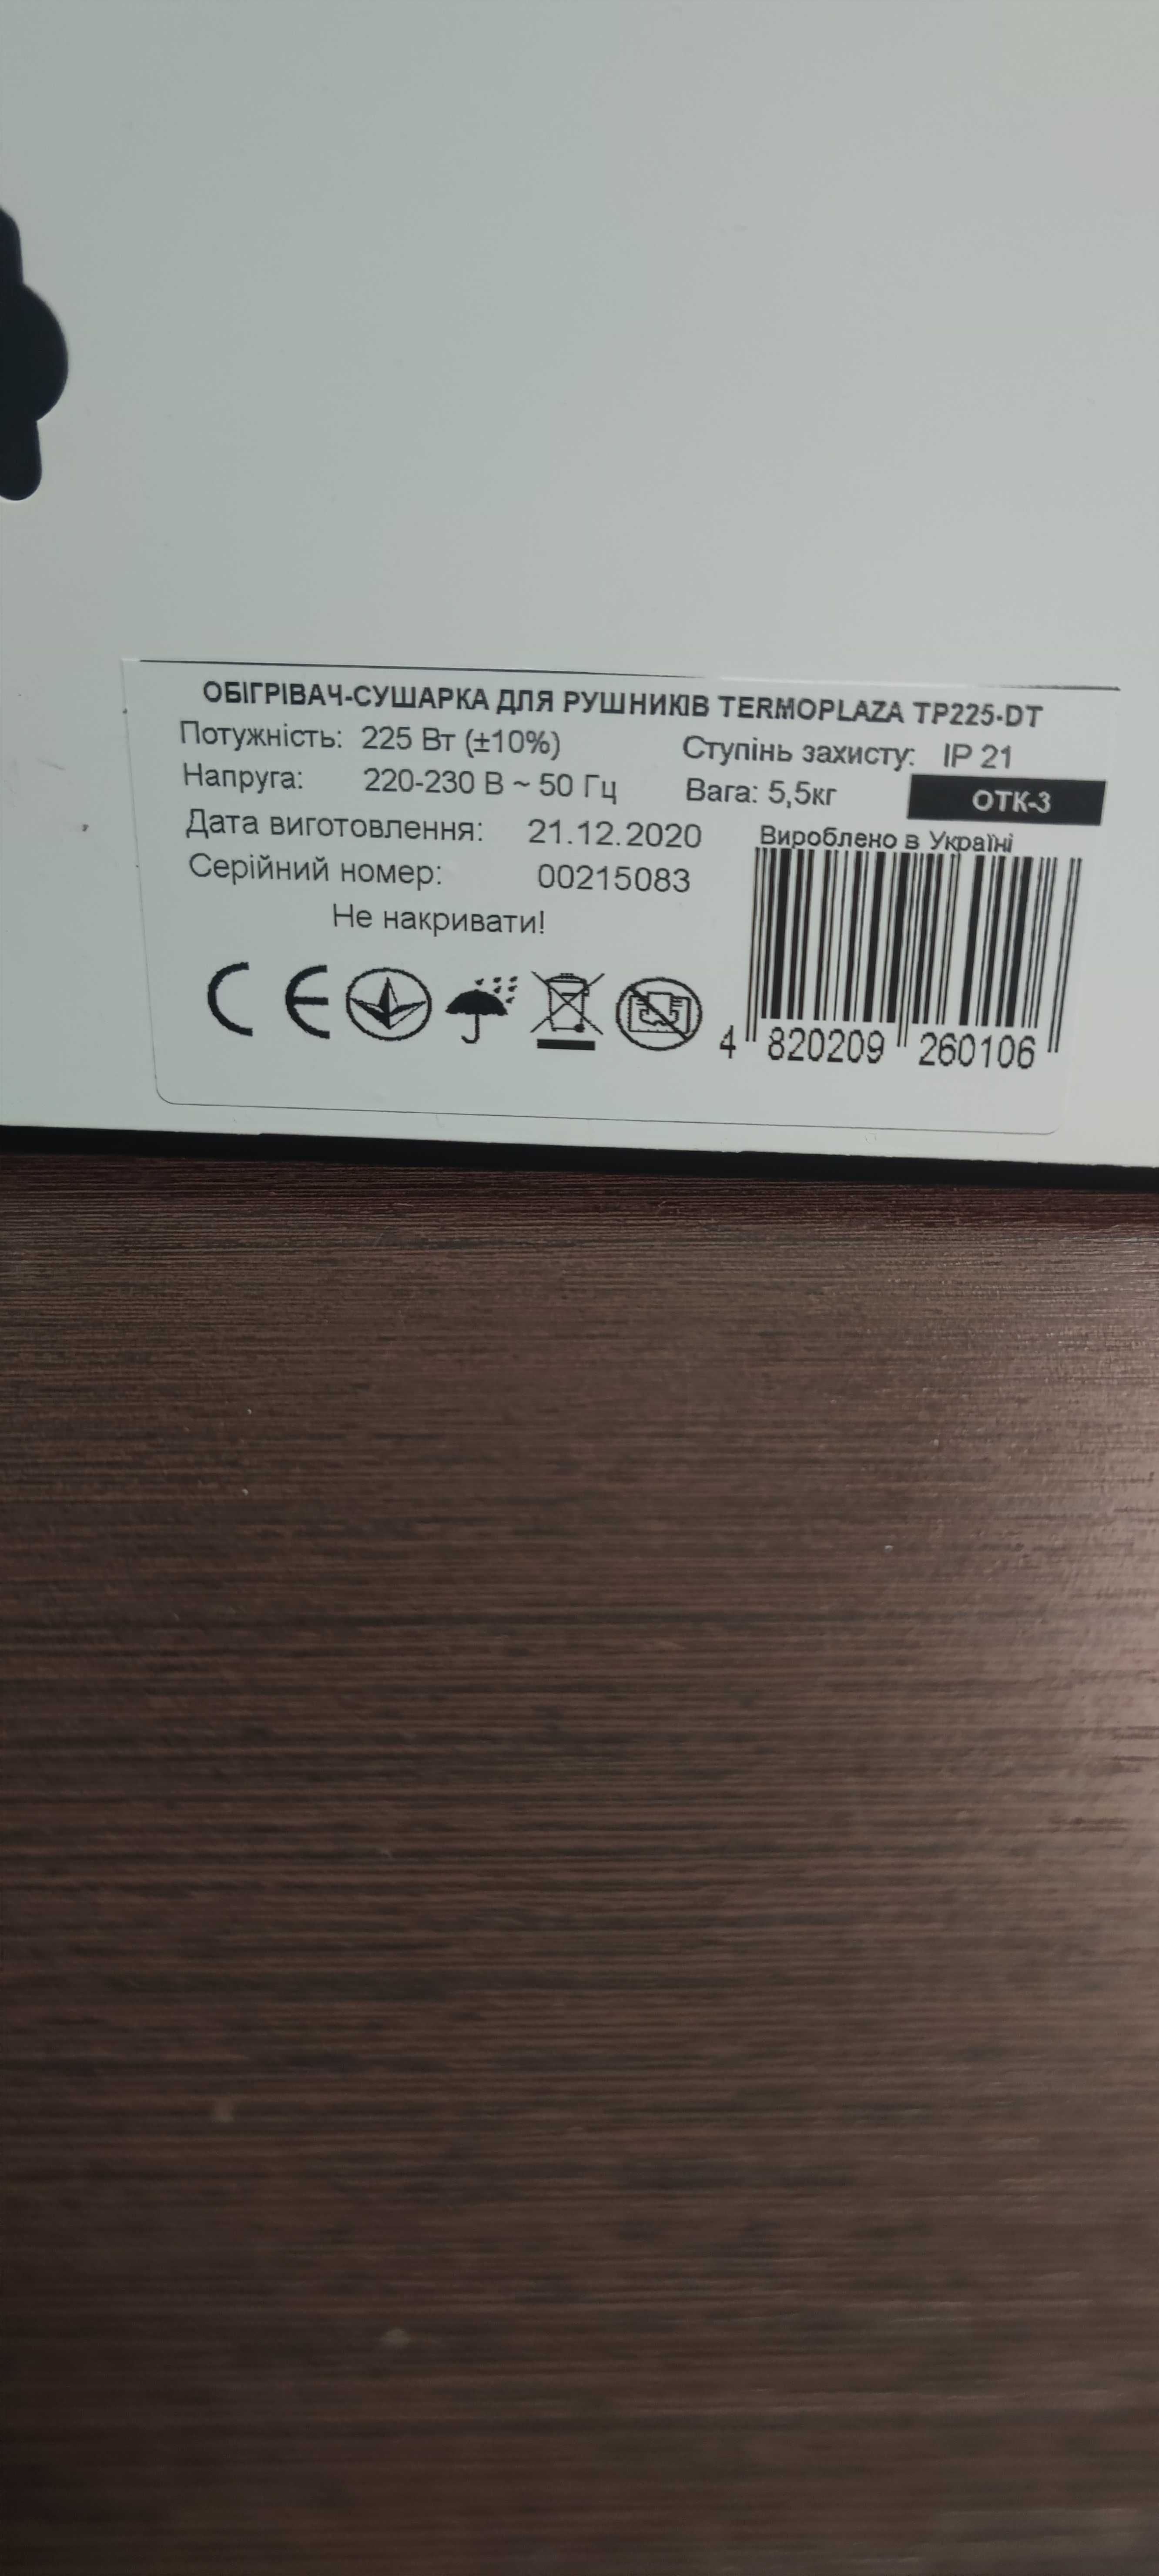 ОБІГРІВАЧ-СУШАРКА ДЛЯ РУШНИКІВ TERMOPLAZA TP225-DT
Потужність: 225 Вт (±10%) Ступінь захисту: IP 21
Напруга: 220-230 В ~ 50 Гц Вага: 5,5кг ОТК-3
Дата виготовлення: 21.12.2020 Вироблено в Україні
Серійний номер: 00215083
Не накривати!
CE
4 820209 260106